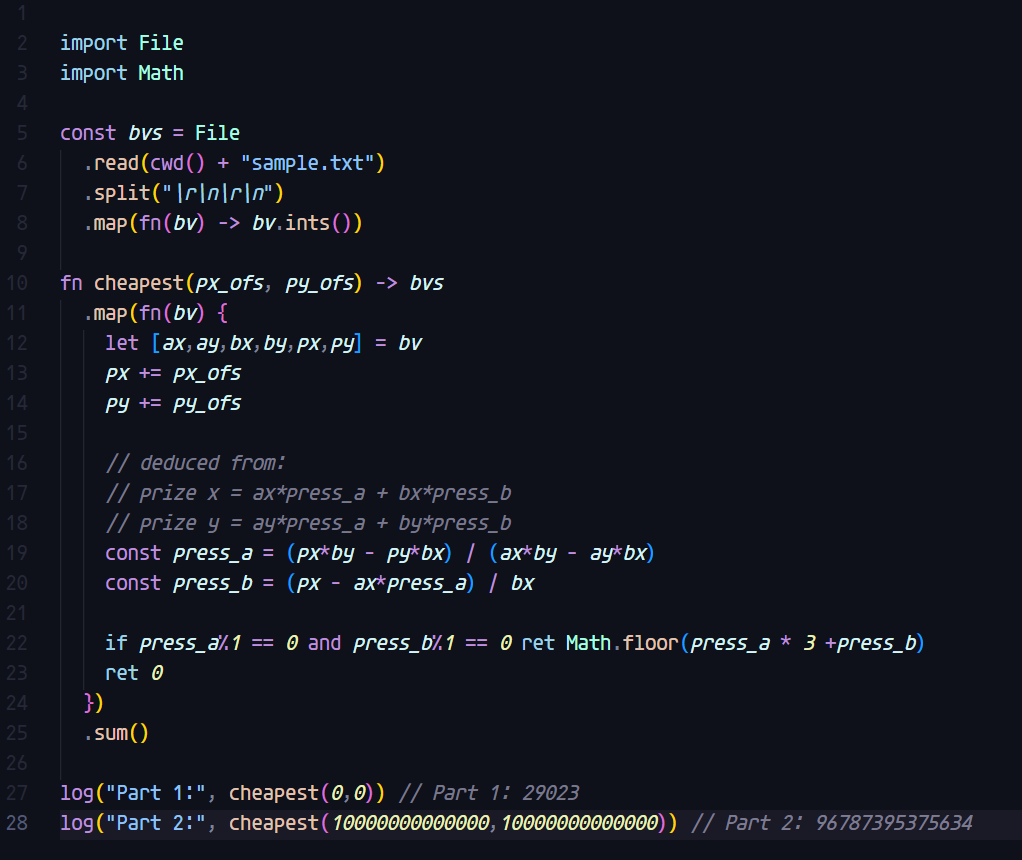 1
2 import File
3 import Math
4
5 const bvs = File
6 .read(cwd() + "sample.txt")
7 .split("\r\n\r\n")
8 .map(fn(bv) -> bv.ints())
9
10 fn cheapest(px_ofs, py_ofs) -> bvs
11 .map(fn(bv) {
12 let [ax,ay,bx,by,px,py] = bv
13 px += px_ofs
14 py += py_ofs
15
16 // deduced from:
17 // prize x = ax*press_a + bx*press_b
18 // prize y = ay*press_a + by*press_b
19 const press_a = (px*by - py*bx) / (ax*by - ay*bx)
20 const press_b = (px - ax*press_a) / bx
21
22 if press_a%1 == 0 and press_b%1 == 0 ret Math.floor(press_a * 3 +press_b)
23 ret 0
24 })
25 .sum()
26
27 log("Part 1:", cheapest(0,0)) // Part 1: 29023
28 log("Part 2:", cheapest(10000000000000,10000000000000)) // Part 2: 96787395375634